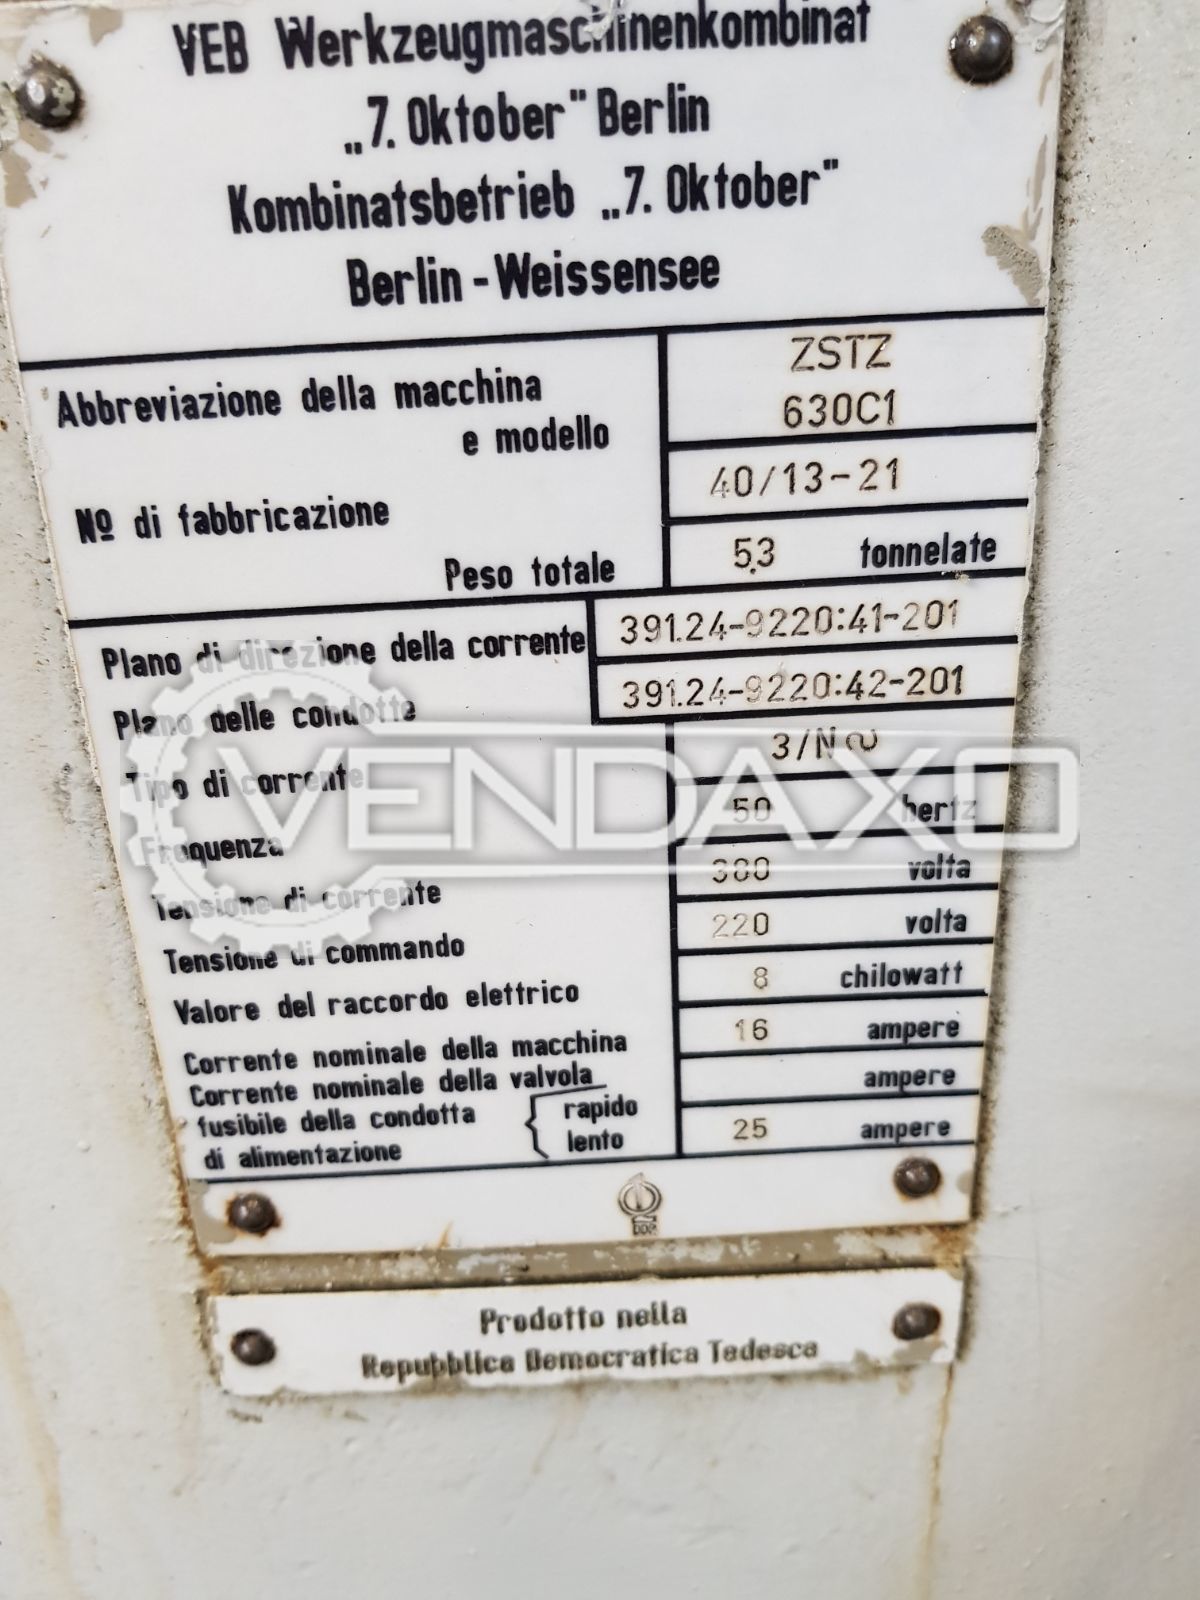 VEB Werkzeugmaschinenkombinat
„7. Oktober" Berlin
Kombinatsbetrieb „7. Oktober"
Berlin - Weissensee
Abbreviazione della macchina
e modello
ZSTZ
630C1
Nº di fabbricazione 40/13-21
Peso totale 5,3 tonnelate
Plano di direzione della corrente 391.24-9220:41-201
Plano delle condotte 391.24-9220:42-201
Tipo di corrente 3/N∾
Frequenza 50 hertz
Tensione di corrente 380 volta
Tensione di commando 220 volta
Valore del raccordo elettrico 8 chilowatt
Corrente nominale della macchina 16 ampere
Corrente nominale della valvola
fusibile della condotta
di alimentazione
rapido ampere
lento 25 ampere
DDR
Prodotto nella
Repubblica Democratica Tedesca
VENDAXO